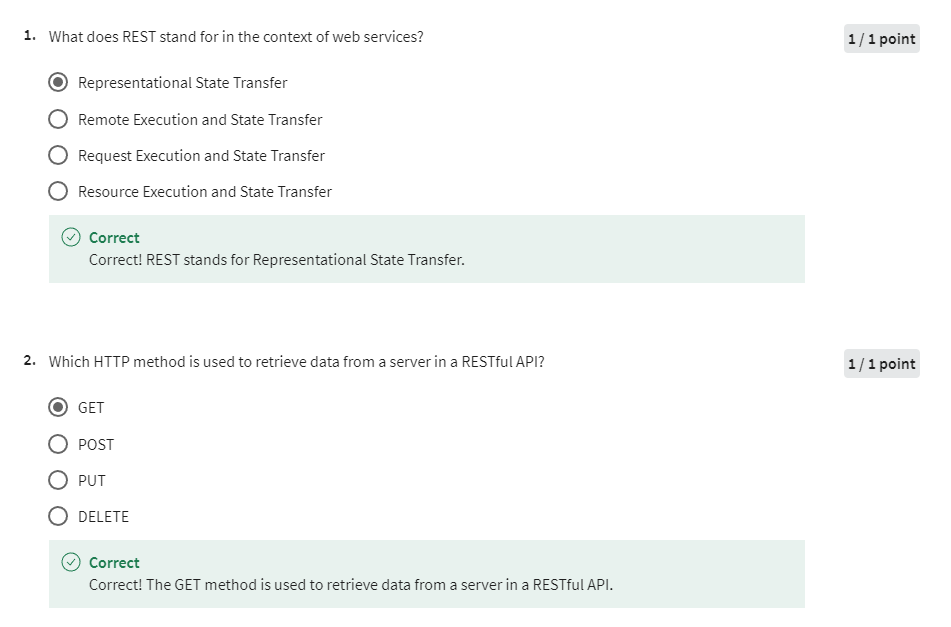 1. What does REST stand for in the context of web services?
1 / 1 point
Representational State Transfer
Remote Execution and State Transfer
Request Execution and State Transfer
Resource Execution and State Transfer
Correct
Correct! REST stands for Representational State Transfer.
2. Which HTTP method is used to retrieve data from a server in a RESTful API?
1 / 1 point
GET
POST
PUT
DELETE
Correct
Correct! The GET method is used to retrieve data from a server in a RESTful API.